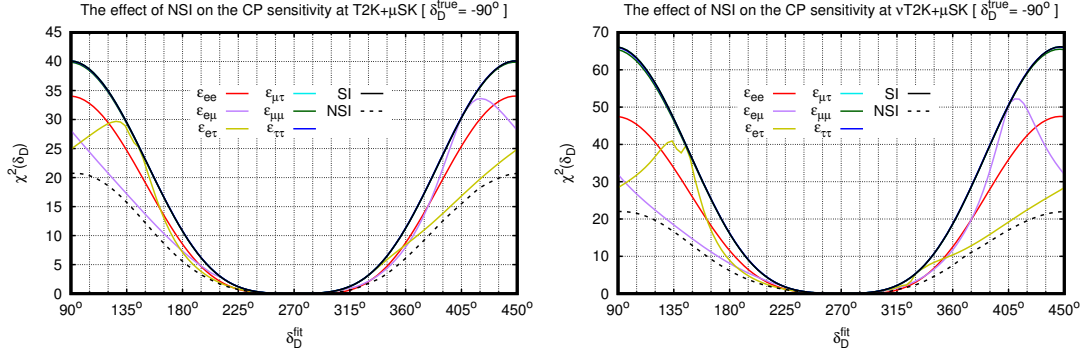 The effect of NSI on the CP sensitivity at T2K+μSK [ δ_D^true = -90° ]
χ²(δ_D)
40
35
30
25
20
15
10
5
0
ε_ee ε_μτ SI
ε_eμ ε_μμ NSI
ε_eτ ε_ττ
90° 135° 180° 225° 270° 315° 360° 405° 450°
δ_D^fit
45
The effect of NSI on the CP sensitivity at νT2K+μSK [ δ_D^true = -90° ]
χ²(δ_D)
70
60
50
40
30
20
10
0
ε_ee ε_μτ SI
ε_eμ ε_μμ NSI
ε_eτ ε_ττ
90° 135° 180° 225° 270° 315° 360° 405° 450°
δ_D^fit